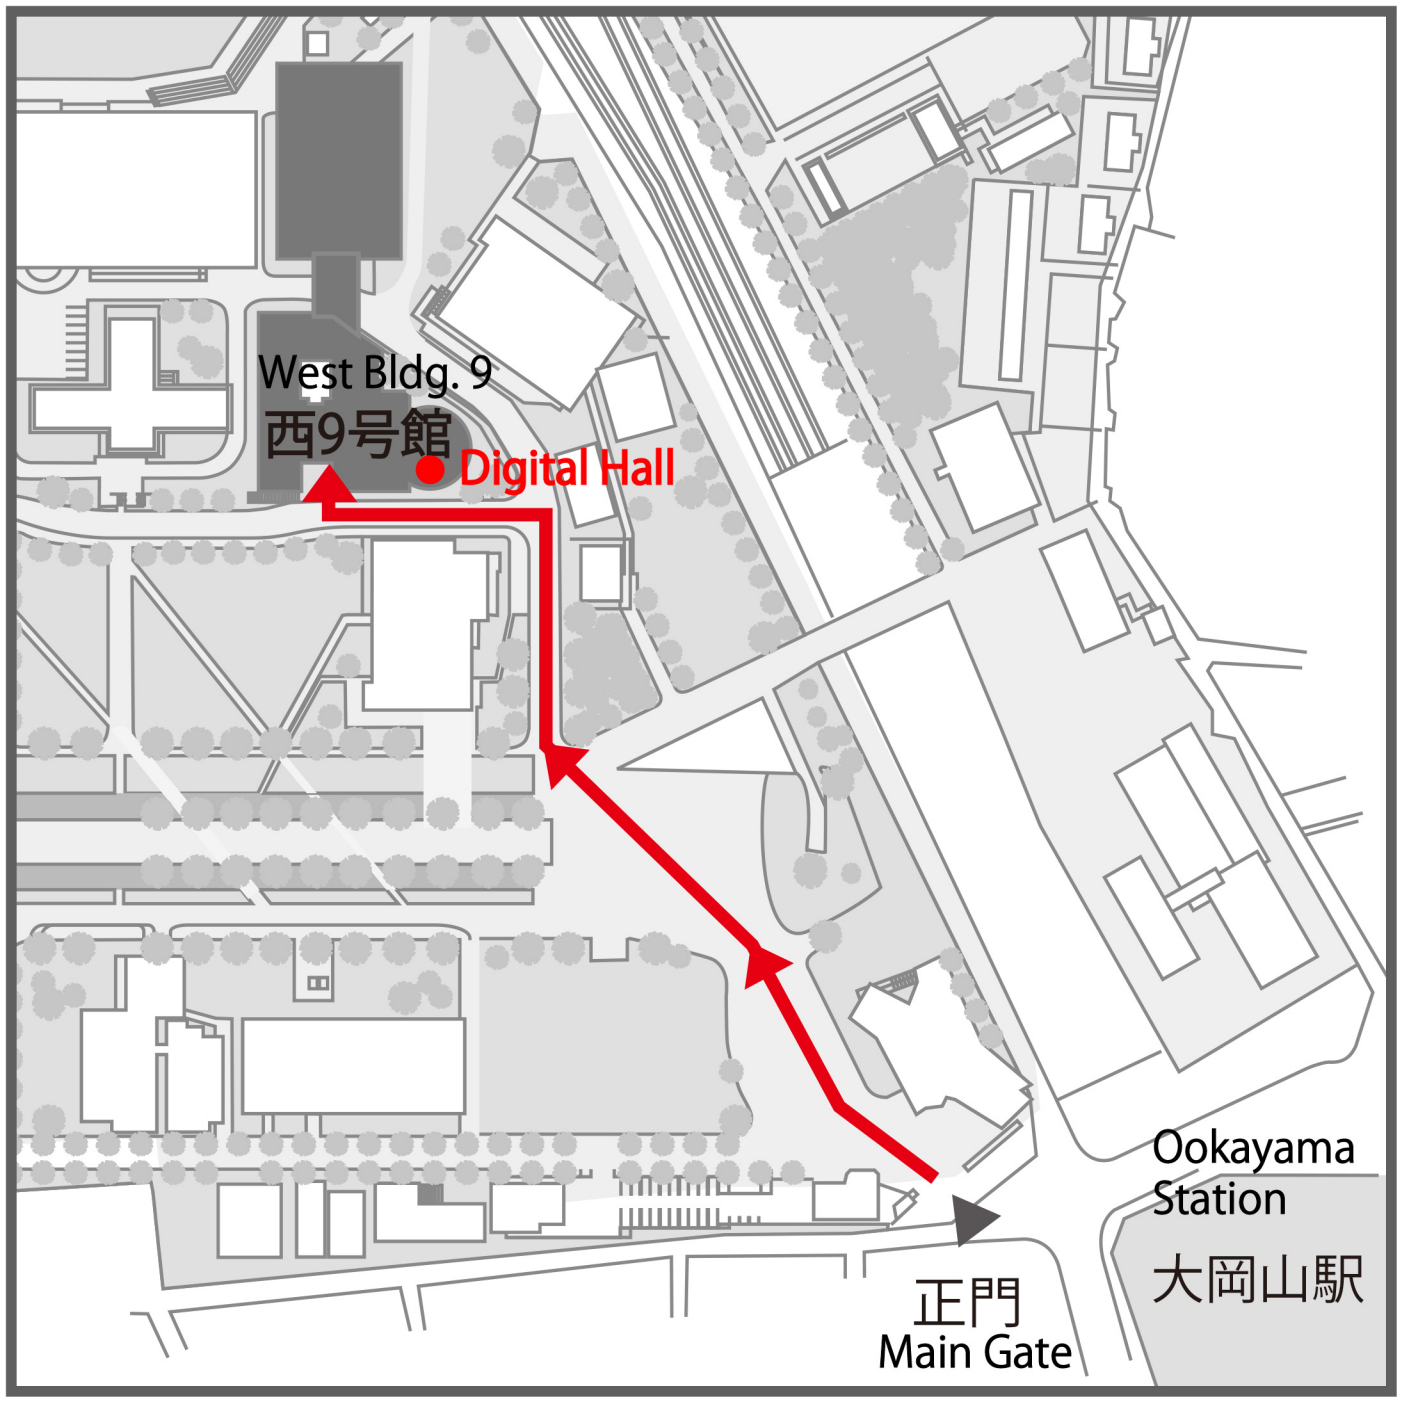 West Bldg. 9
西9号館
Digital Hall
Ookayama
Station
大岡山駅
正門
Main Gate